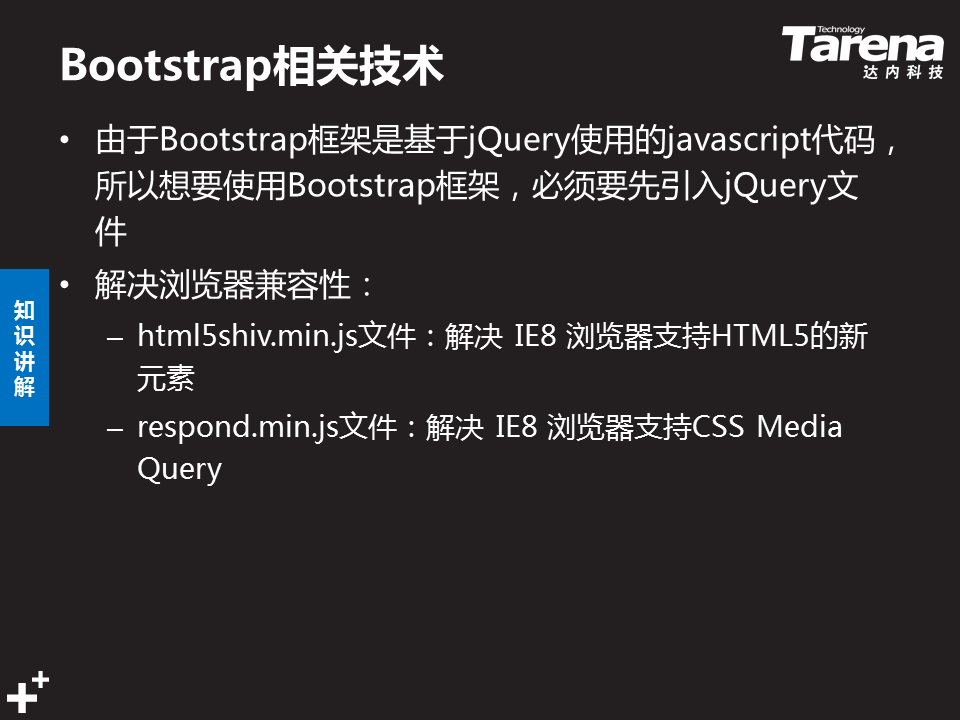 Bootstrap相关技术
Technology
Tarena
达内科技
• 由于Bootstrap框架是基于jQuery使用的javascript代码，
所以想要使用Bootstrap框架，必须要先引入jQuery文
件
• 解决浏览器兼容性：
– html5shiv.min.js文件：解决 IE8 浏览器支持HTML5的新
元素
– respond.min.js文件：解决 IE8 浏览器支持CSS Media
Query
知
识
讲
解